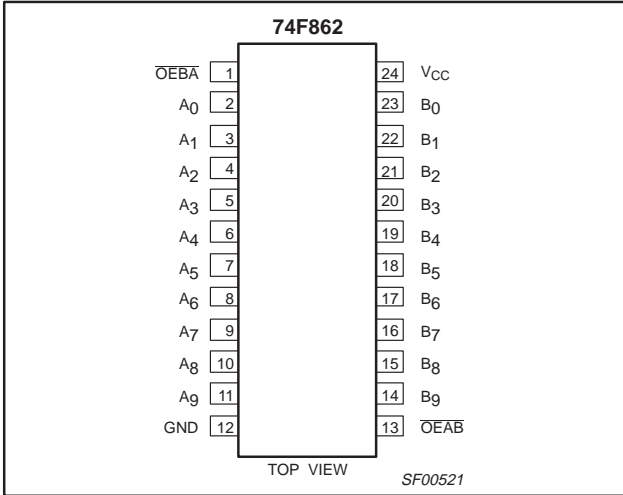 74F862
OEBA 1 24 VCC
A0 2 23 B0
A1 3 22 B1
A2 4 21 B2
A3 5 20 B3
A4 6 19 B4
A5 7 18 B5
A6 8 17 B6
A7 9 16 B7
A8 10 15 B8
A9 11 14 B9
GND 12 13 OEAB
TOP VIEW
SF00521